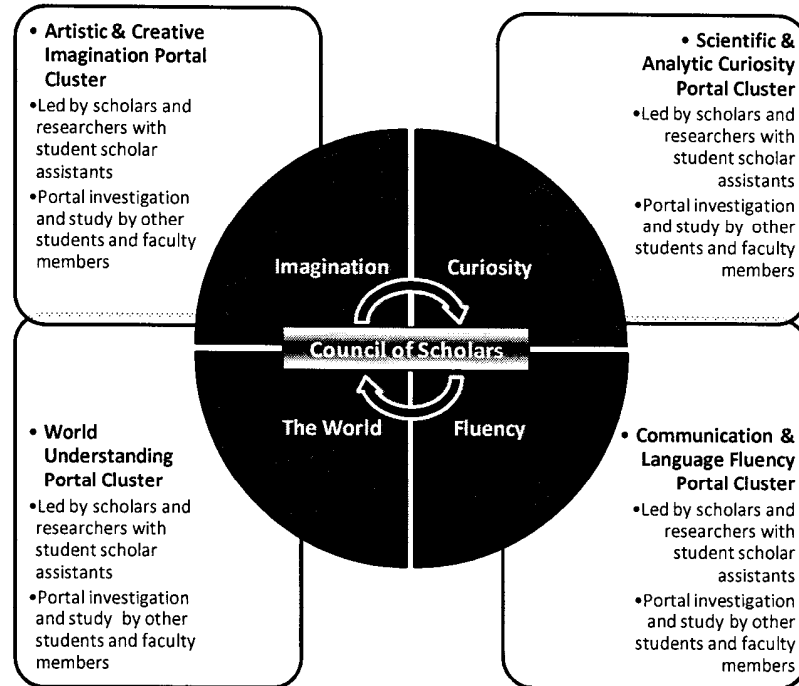 • Artistic & Creative
Imagination Portal
Cluster
•Led by scholars and
researchers with
student scholar
assistants
•Portal investigation
and study by other
students and faculty
members
• Scientific &
Analytic Curiosity
Portal Cluster
•Led by scholars and
researchers with
student scholar
assistants
•Portal investigation
and study by other
students and faculty
members
Imagination
Curiosity
Council of Scholars
The World
Fluency
• World
Understanding
Portal Cluster
•Led by scholars and
researchers with
student scholar
assistants
•Portal investigation
and study by other
students and faculty
members
• Communication &
Language Fluency
Portal Cluster
•Led by scholars and
researchers with
student scholar
assistants
•Portal investigation
and study by other
students and faculty
members